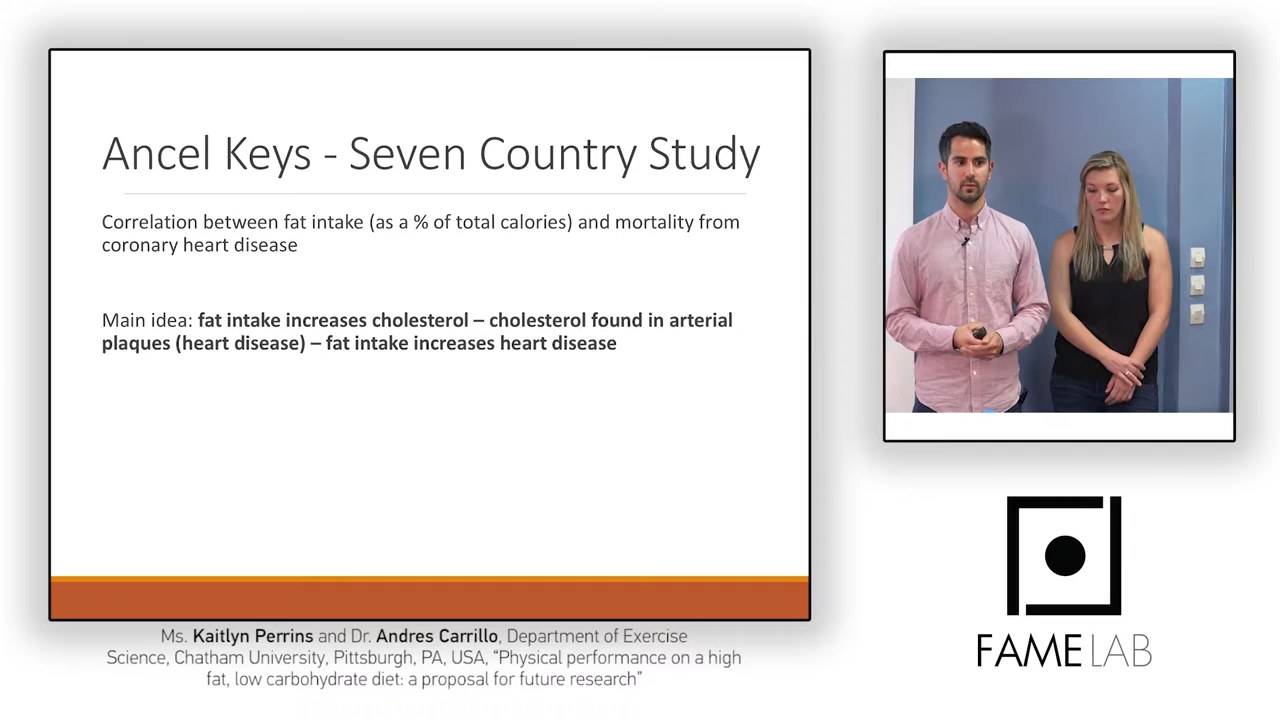 Ancel Keys - Seven Country Study
Correlation between fat intake (as a % of total calories) and mortality from
coronary heart disease
Main idea: fat intake increases cholesterol – cholesterol found in arterial
plaques (heart disease) – fat intake increases heart disease
Ms. Kaitlyn Perrins and Dr. Andres Carrillo, Department of Exercise
Science, Chatham University, Pittsburgh, PA, USA, “Physical performance on a high
fat, low carbohydrate diet: a proposal for future research”
FAME LAB